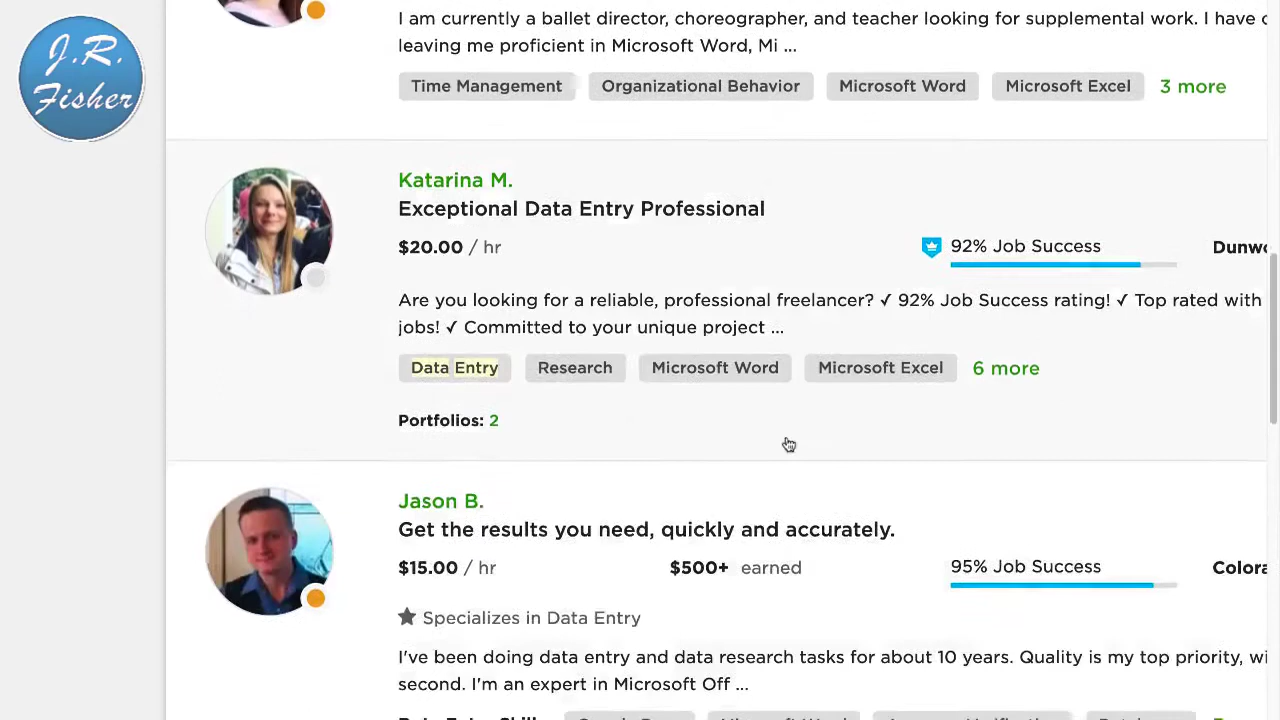 J.R.
Fisher
I am currently a ballet director, choreographer, and teacher looking for supplemental work. I have
leaving me proficient in Microsoft Word, Mi ...
Time Management Organizational Behavior Microsoft Word Microsoft Excel 3 more
Katarina M.
Exceptional Data Entry Professional
$20.00 / hr 92% Job Success Dunwo
Are you looking for a reliable, professional freelancer? ✓ 92% Job Success rating! ✓ Top rated with
jobs! ✓ Committed to your unique project ...
Data Entry Research Microsoft Word Microsoft Excel 6 more
Portfolios: 2
Jason B.
Get the results you need, quickly and accurately.
$15.00 / hr $500+ earned 95% Job Success Colora
Specializes in Data Entry
I've been doing data entry and data research tasks for about 10 years. Quality is my top priority, wi
second. I'm an expert in Microsoft Off ...